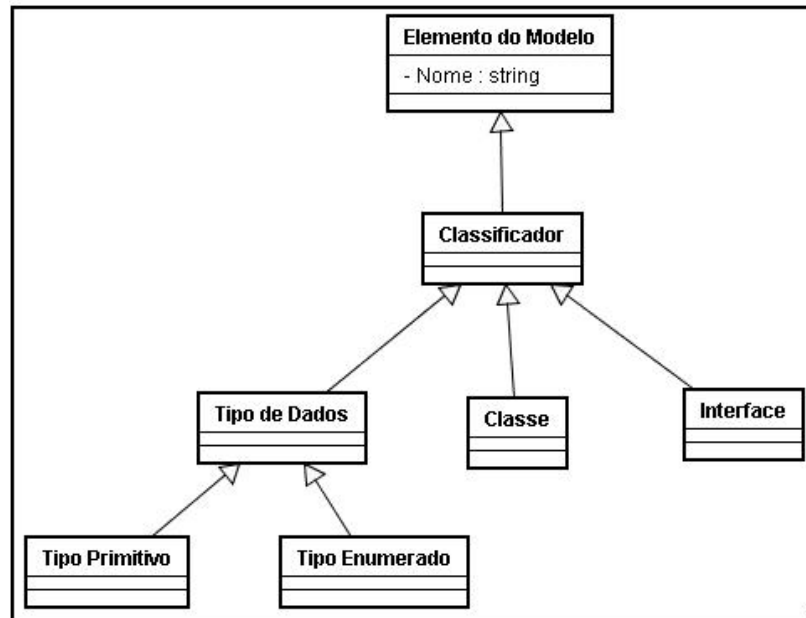 Elemento do Modelo
- Nome : string
Classificador
Tipo de Dados
Classe
Interface
Tipo Primitivo
Tipo Enumerado